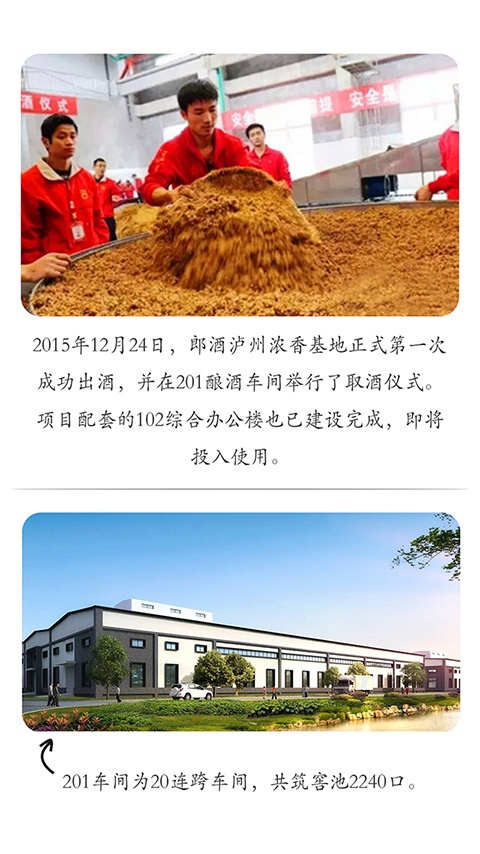 酒仪式
安全
提 安全是
2015年12月24日，郎酒泸州浓香基地正式第一次
成功出酒，并在201酿酒车间举行了取酒仪式。
项目配套的102综合办公楼也已建设完成，即将
投入使用。
201车间为20连跨车间，共筑窖池2240口。